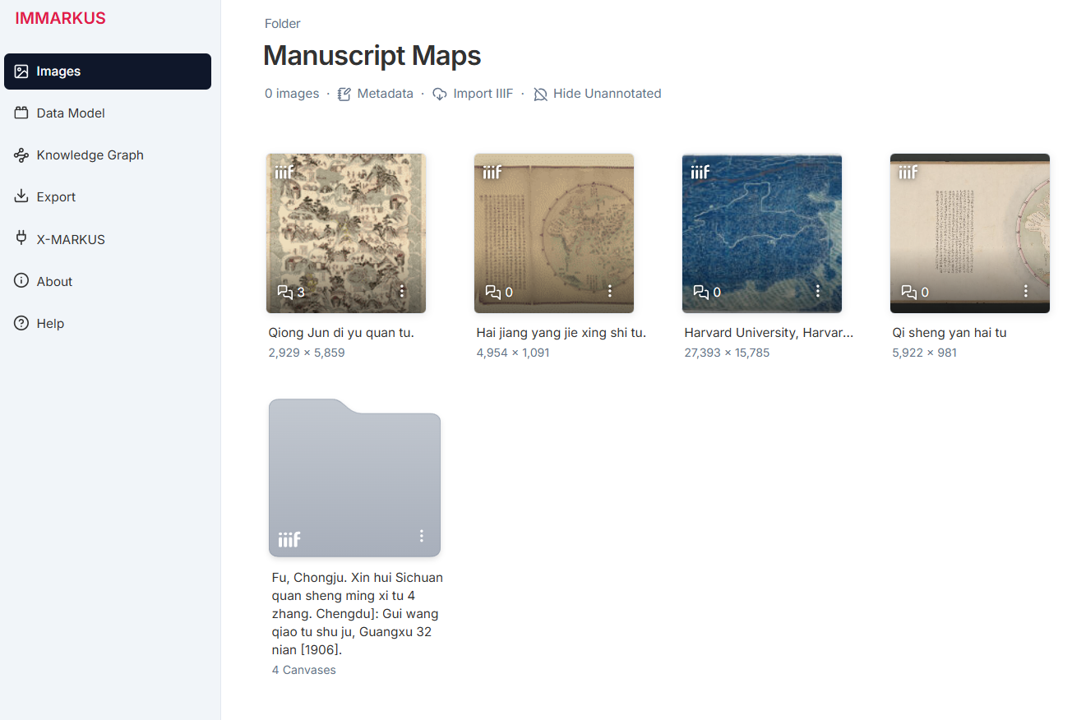 IMMARKUS
Images
Data Model
Knowledge Graph
Export
X-MARKUS
About
Help
Folder
Manuscript Maps
0 images · Metadata · Import IIIF · Hide Unannotated
iiif
3
Qiong Jun di yu quan tu.
2,929 × 5,859
iiif
0
Hai jiang yang jie xing shi tu.
4,954 × 1,091
iiif
0
Harvard University, Harvar...
27,393 × 15,785
iiif
0
Qi sheng yan hai tu
5,922 × 981
iiif
Fu, Chongju. Xin hui Sichuan
quan sheng ming xi tu 4
zhang. Chengdu]: Gui wang
qiao tu shu ju, Guangxu 32
nian [1906].
4 Canvases